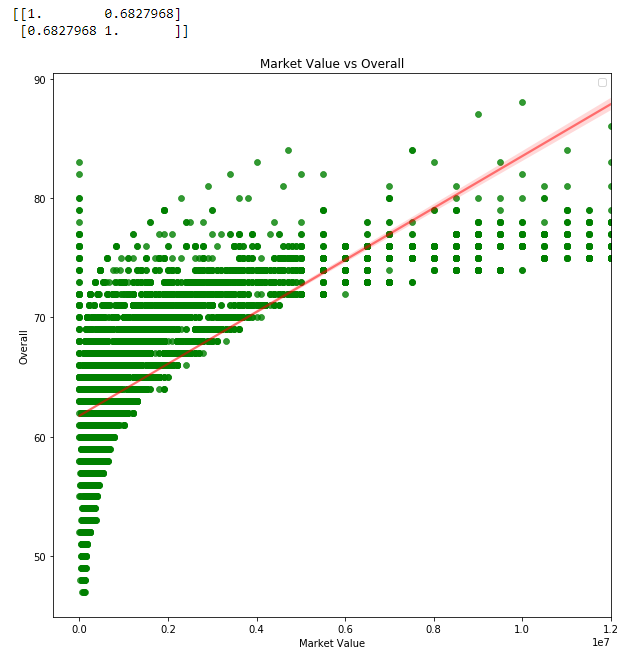 [[1.         0.6827968]
 [0.6827968 1.       ]]
Market Value vs Overall
90
80
70
60
50
Overall
0.0 0.2 0.4 0.6 0.8 1.0 1.2
1e7
Market Value